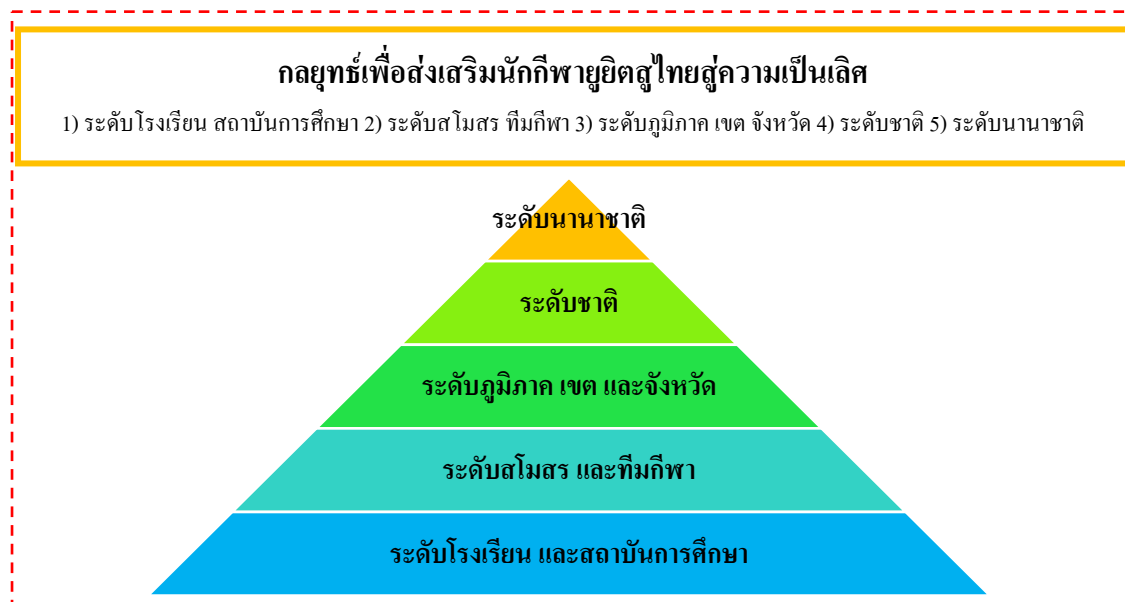 กลยุทธ์เพื่อส่งเสริมนักกีฬายูยิตสูไทยสู่ความเป็นเลิศ
1) ระดับโรงเรียน สถาบันการศึกษา 2) ระดับสโมสร ทีมกีฬา 3) ระดับภูมิภาค เขต จังหวัด 4) ระดับชาติ 5) ระดับนานาชาติ
ระดับนานาชาติ
ระดับชาติ
ระดับภูมิภาค เขต และจังหวัด
ระดับสโมสร และทีมกีฬา
ระดับโรงเรียน และสถาบันการศึกษา